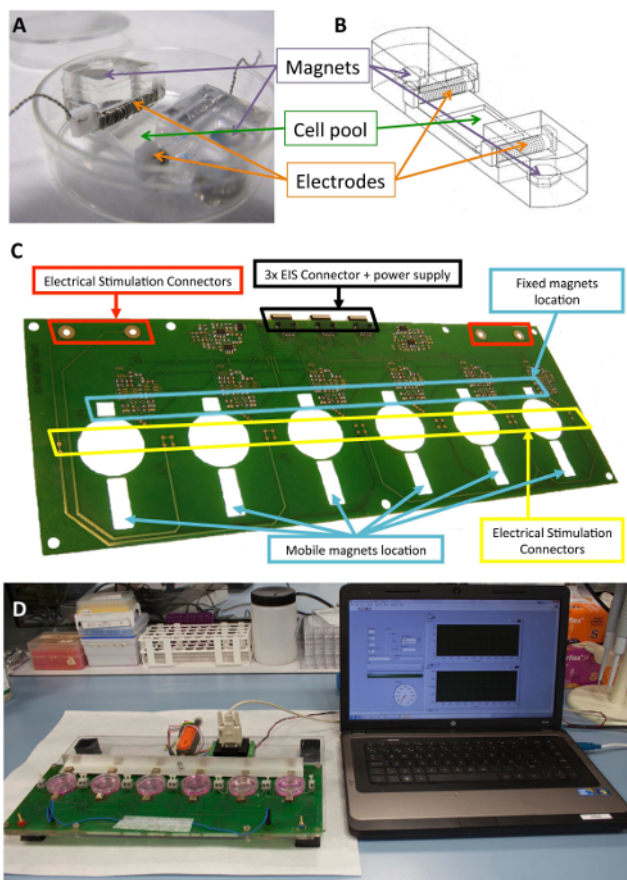 A
B
Magnets
Cell pool
Electrodes
C
Electrical Stimulation Connectors
3x EIS Connector + power supply
Fixed magnets
location
Mobile magnets location
Electrical Stimulation
Connectors
D